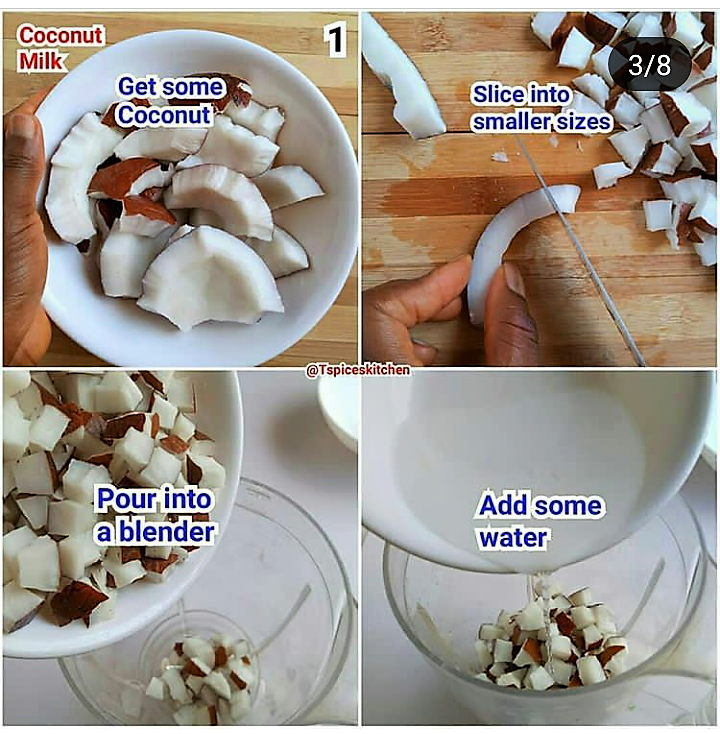 Coconut
Milk
1
Get some
Coconut
3/8
Slice into
smaller sizes
@Tspiceskitchen
Pour into
a blender
Add some
water